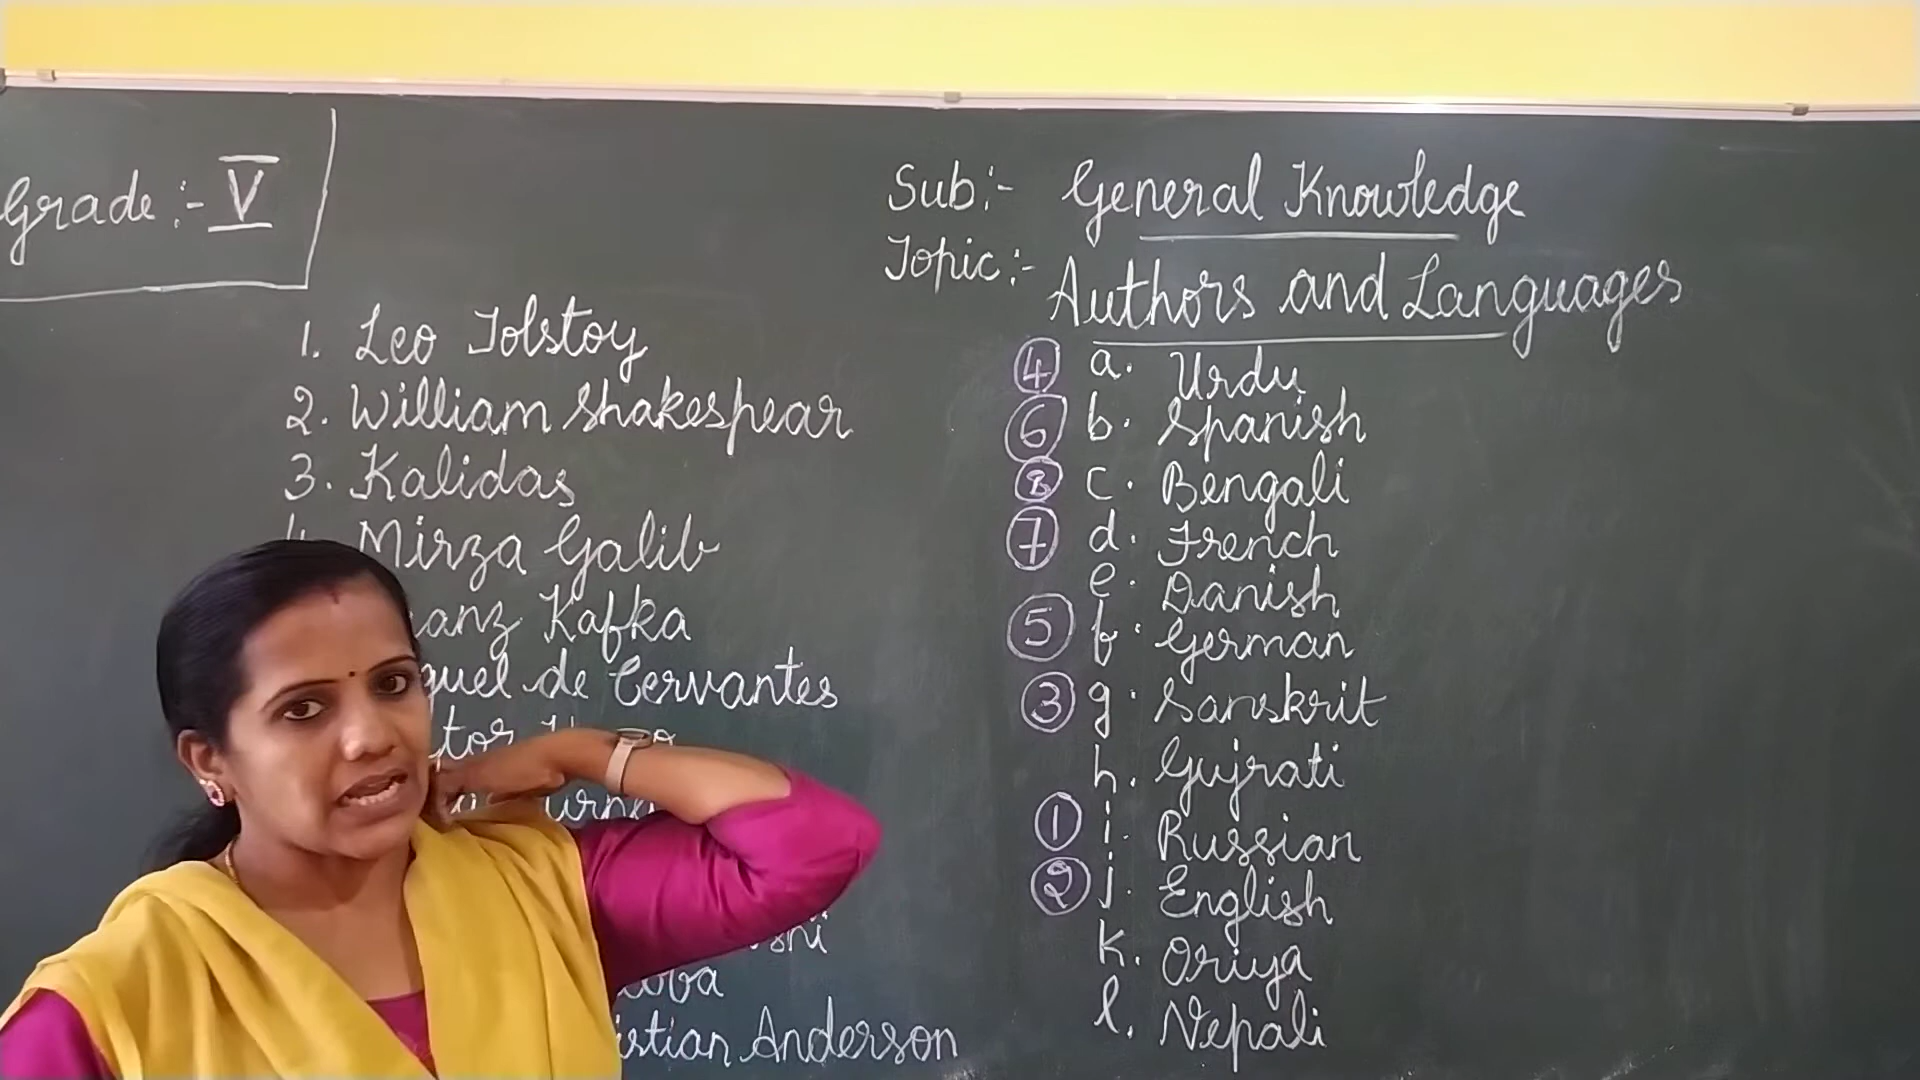 Grade :- V
Sub:- General Knowledge
Topic:- Authors and Languages
1. Leo Tolstoy
2. William Shakespear
3. Kalidas
Mirza Galib
Kafka
de Cervantes
Anderson
4 a. Urdu
6 b. Spanish
8 c. Bengali
7 d. French
e. Danish
5 f. German
3 g. Sanskrit
h. Gujrati
1 i. Russian
2 j. English
k. Oriya
l. Nepali